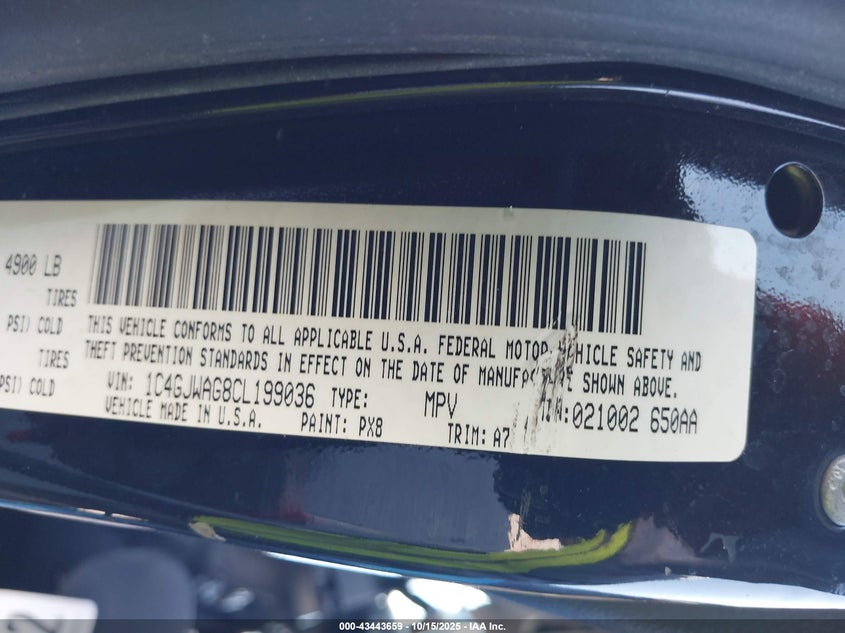 4900 LB
TIRES
PSI) COLD
TIRES
PSI) COLD
THIS VEHICLE CONFORMS TO ALL APPLICABLE U.S.A. FEDERAL MOTOR VEHICLE SAFETY AND
THEFT PREVENTION STANDARDS IN EFFECT ON THE DATE OF MANUFAC SHOWN ABOVE.
VIN: 1C4GJWAG8CL199036 TYPE: MPV :021002 650AA
VEHICLE MADE IN U.S.A. PAINT: PX8 TRIM: A7
000-43443659 - 10/15/2025 - IAA Inc.